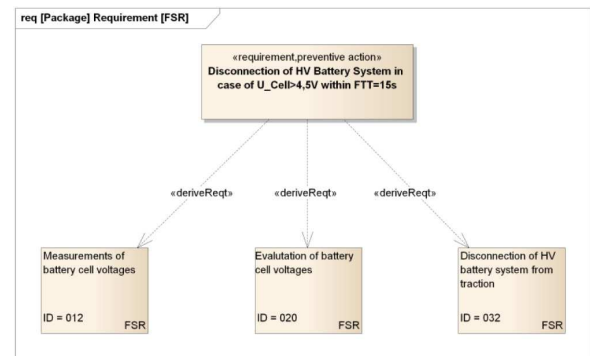 req [Package] Requirement [FSR]
«requirement,preventive action»
Disconnection of HV Battery System in
case of U_Cell>4,5V within FTT=15s
«deriveReqt»
«deriveReqt»
«deriveReqt»
Measurements of
battery cell voltages
ID = 012
FSR
Evalutation of battery
cell voltages
ID = 020
FSR
Disconnection of HV
battery system from
traction
ID = 032
FSR